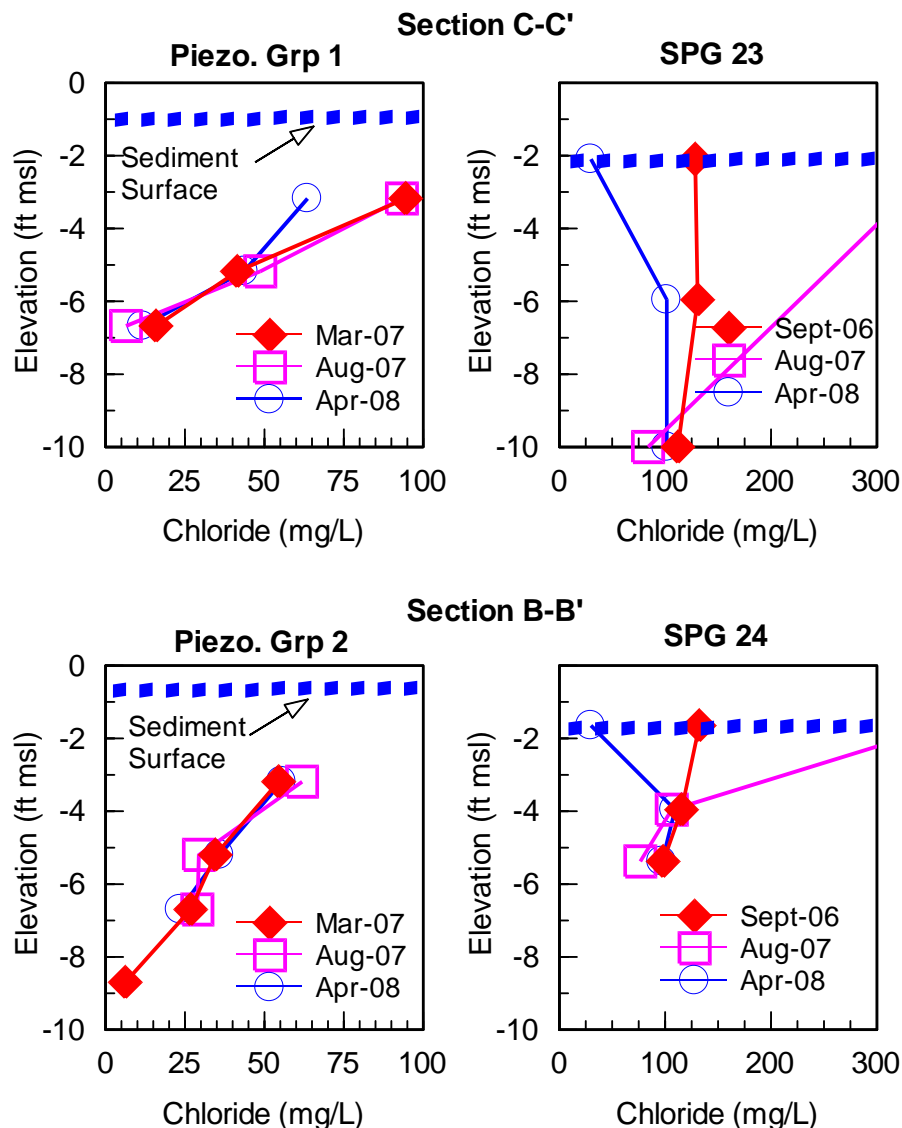 Section C-C'
Piezo. Grp 1
SPG 23
0
-2
-4
-6
-8
-10
Elevation (ft msl)
Sediment
Surface
Mar-07
Aug-07
Apr-08
0 25 50 75 100
Chloride (mg/L)
0
-2
-4
-6
-8
-10
Elevation (ft msl)
Sept-06
Aug-07
Apr-08
0 100 200 300
Chloride (mg/L)
Section B-B'
Piezo. Grp 2
SPG 24
0
-2
-4
-6
-8
-10
Elevation (ft msl)
Sediment
Surface
Mar-07
Aug-07
Apr-08
0 25 50 75 100
Chloride (mg/L)
0
-2
-4
-6
-8
-10
Elevation (ft msl)
Sept-06
Aug-07
Apr-08
0 100 200 300
Chloride (mg/L)